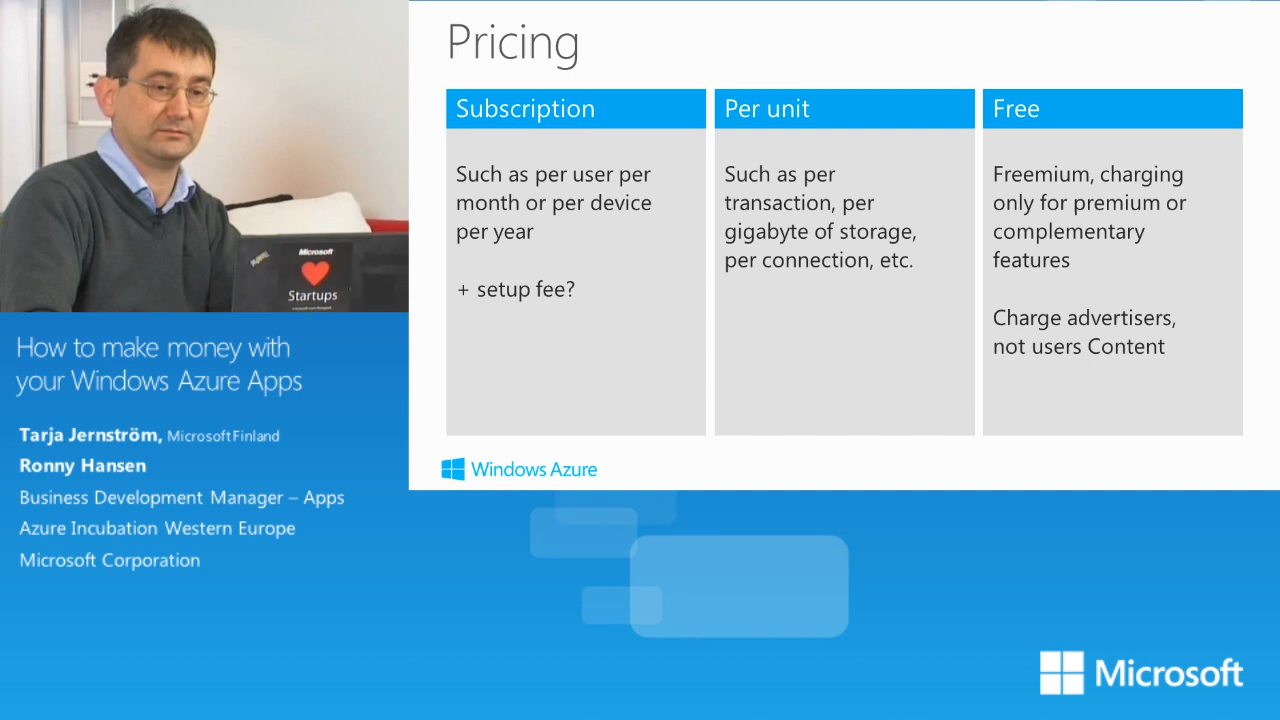 Microsoft
Startups
How to make money with
your Windows Azure Apps
Tarja Jernström, Microsoft Finland
Ronny Hansen
Business Development Manager – Apps
Azure Incubation Western Europe
Microsoft Corporation
Pricing
Subscription
Such as per user per
month or per device
per year
+ setup fee?
Per unit
Such as per
transaction, per
gigabyte of storage,
per connection, etc.
Free
Freemium, charging
only for premium or
complementary
features
Charge advertisers,
not users Content
Windows Azure
Microsoft